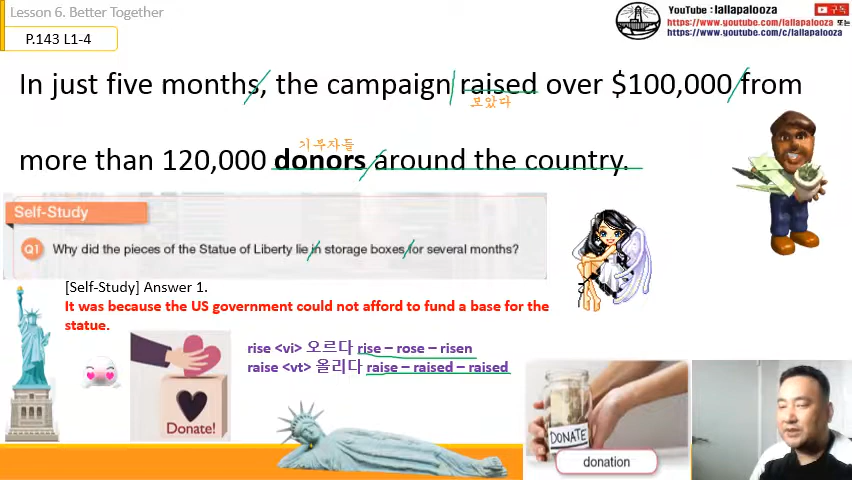 Lesson 6. Better Together
P.143 L1-4
YouTube : lallapalooza 구독
https://www.youtube.com/lallapalooza 또는
https://www.youtube.com/c/lallapalooza
In just five months, the campaign raised over $100,000 from
모았다
기부자들
more than 120,000 donors around the country.
Self-Study
Q1 Why did the pieces of the Statue of Liberty lie in storage boxes for several months?
[Self-Study] Answer 1.
It was because the US government could not afford to fund a base for the
statue.
rise <vi> 오르다 rise – rose – risen
raise <vt> 올리다 raise – raised – raised
Donate!
DONATE
donation